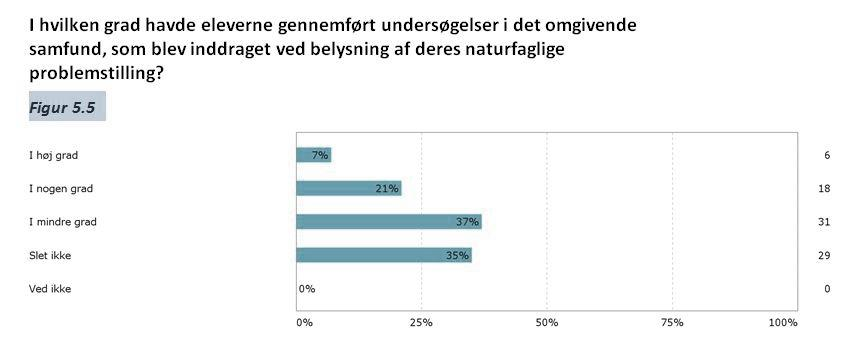 I hvilken grad havde eleverne gennemført undersøgelser i det omgivende
samfund, som blev inddraget ved belysning af deres naturfaglige
problemstilling?
Figur 5.5
I høj grad 7% 6
I nogen grad 21% 18
I mindre grad 37% 31
Slet ikke 35% 29
Ved ikke 0% 0
0% 25% 50% 75% 100%